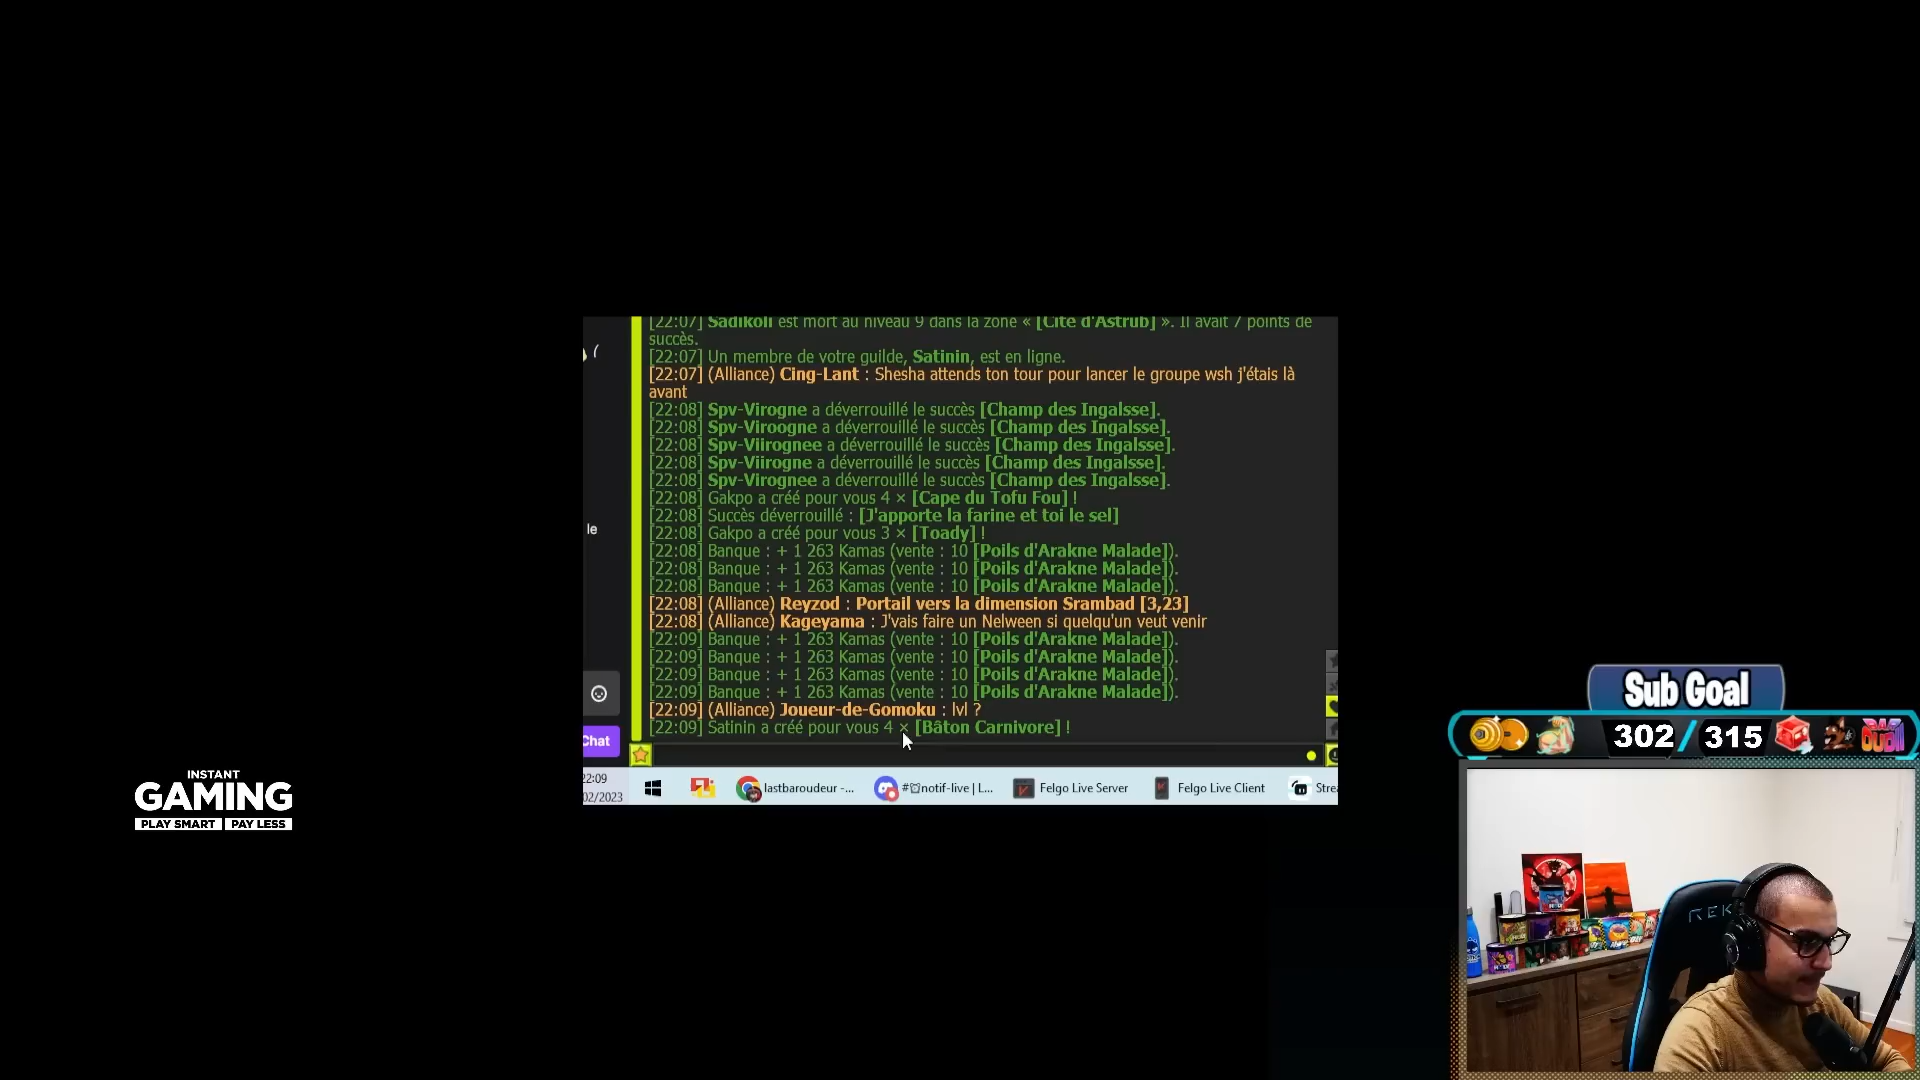 [22:07] Sadikoli est mort au niveau 9 dans la zone « [Cité d'Astrub] ». Il avait 7 points de
succès.
[22:07] Un membre de votre guilde, Satinin, est en ligne.
[22:07] (Alliance) Cing-Lant : Shesha attends ton tour pour lancer le groupe wsh j'étais là
avant
[22:08] Spv-Virogne a déverrouillé le succès [Champ des Ingalsse].
[22:08] Spv-Viroogne a déverrouillé le succès [Champ des Ingalsse].
[22:08] Spv-Viirognee a déverrouillé le succès [Champ des Ingalsse].
[22:08] Spv-Viirogne a déverrouillé le succès [Champ des Ingalsse].
[22:08] Spv-Virognee a déverrouillé le succès [Champ des Ingalsse].
[22:08] Gakpo a créé pour vous 4 × [Cape du Tofu Fou] !
[22:08] Succès déverrouillé : [J'apporte la farine et toi le sel]
[22:08] Gakpo a créé pour vous 3 × [Toady] !
[22:08] Banque : + 1 263 Kamas (vente : 10 [Poils d'Arakne Malade]).
[22:08] Banque : + 1 263 Kamas (vente : 10 [Poils d'Arakne Malade]).
[22:08] Banque : + 1 263 Kamas (vente : 10 [Poils d'Arakne Malade]).
[22:08] (Alliance) Reyzod : Portail vers la dimension Srambad [3,23]
[22:08] (Alliance) Kageyama : J'vais faire un Nelween si quelqu'un veut venir
[22:09] Banque : + 1 263 Kamas (vente : 10 [Poils d'Arakne Malade]).
[22:09] Banque : + 1 263 Kamas (vente : 10 [Poils d'Arakne Malade]).
[22:09] Banque : + 1 263 Kamas (vente : 10 [Poils d'Arakne Malade]).
[22:09] Banque : + 1 263 Kamas (vente : 10 [Poils d'Arakne Malade]).
[22:09] (Alliance) Joueur-de-Gomoku : lvl ?
[22:09] Satinin a créé pour vous 4 × [Bâton Carnivore] !
le
Chat
22:09
02/2023
lastbaroudeur -...
#notif-live | L...
Felgo Live Server
Felgo Live Client
Strea
INSTANT
GAMING
PLAY SMART PAY LESS
Sub Goal
302 / 315
REK